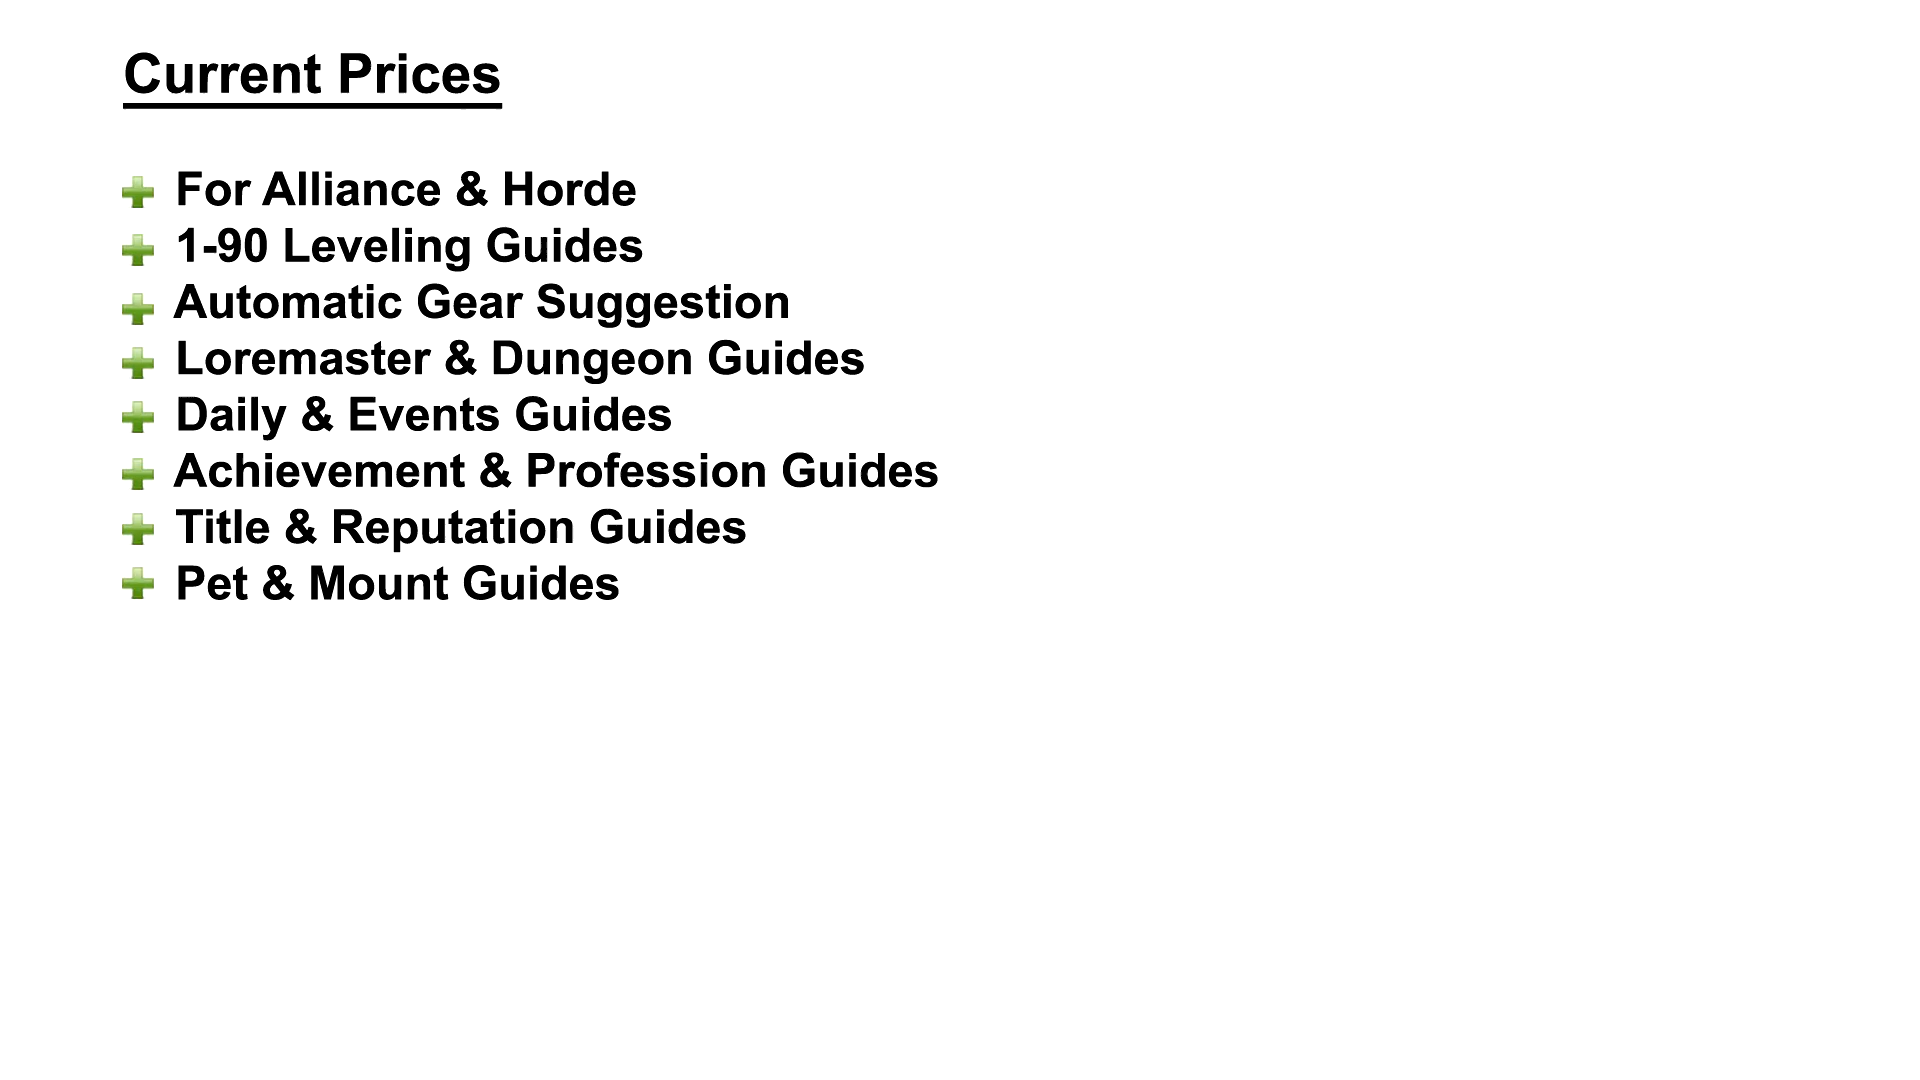 Current Prices
For Alliance & Horde
1-90 Leveling Guides
Automatic Gear Suggestion
Loremaster & Dungeon Guides
Daily & Events Guides
Achievement & Profession Guides
Title & Reputation Guides
Pet & Mount Guides